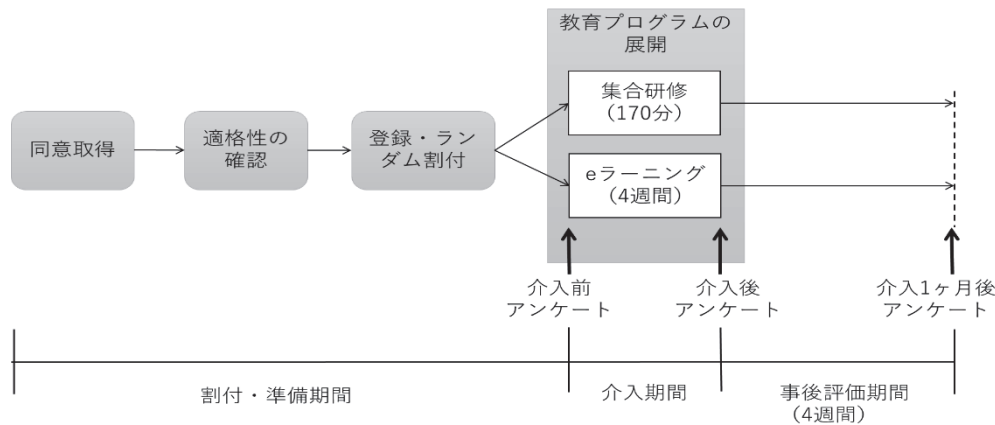 教育プログラムの
展開
同意取得
適格性の
確認
登録・ラン
ダム割付
集合研修
（170分）
eラーニング
（4週間）
介入前
アンケート
介入後
アンケート
介入1ヶ月後
アンケート
割付・準備期間
介入期間
事後評価期間
（4週間）